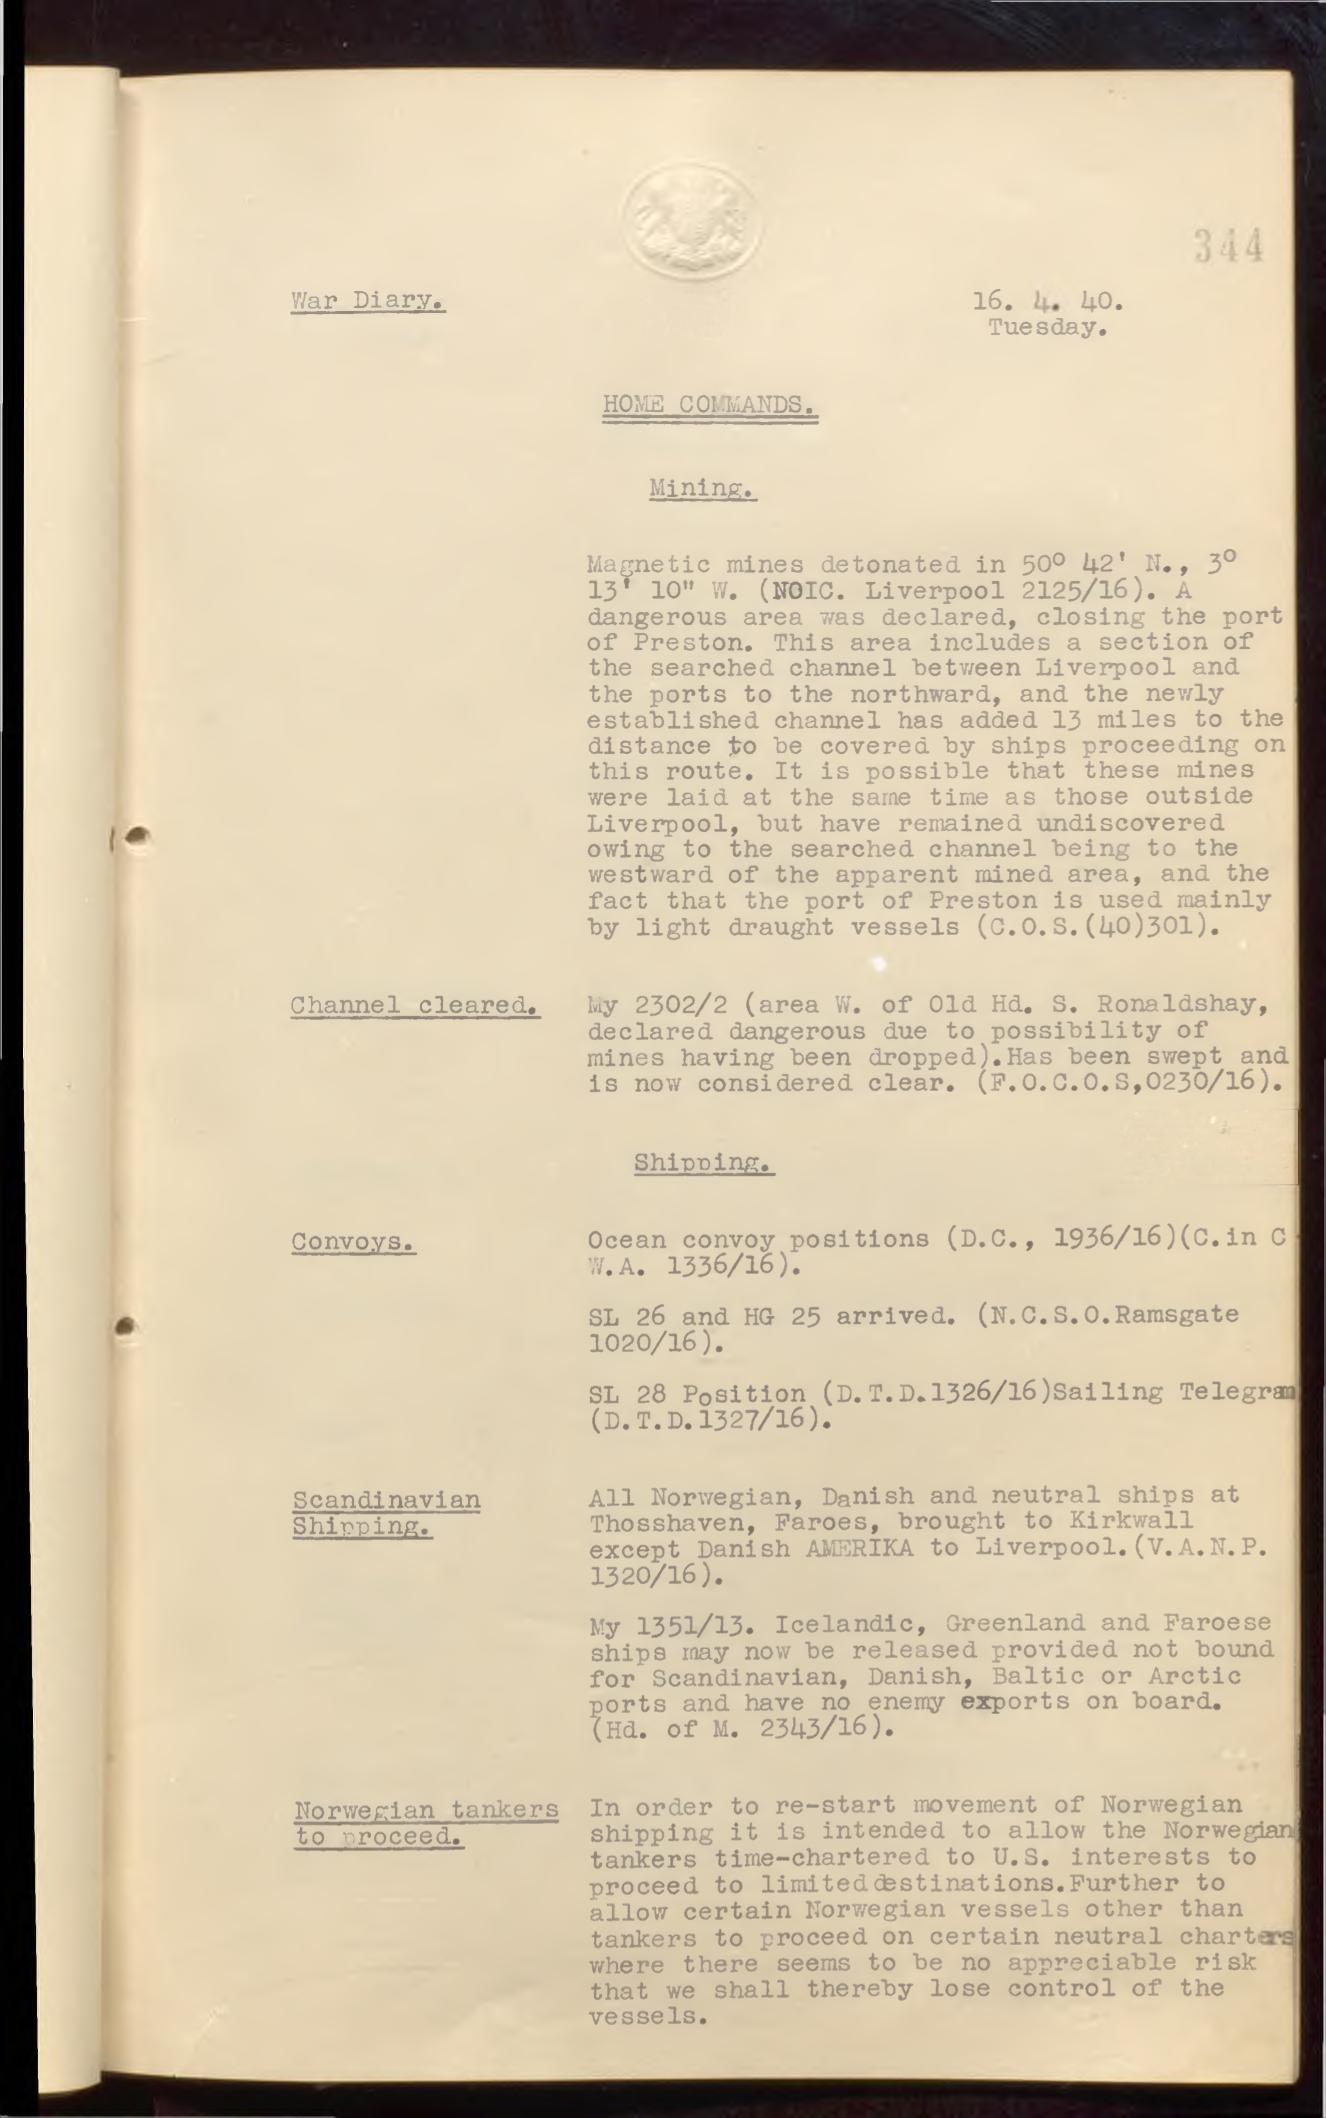 344
War Diary.
16. 4. 40.
Tuesday.
HOME COMMANDS.
Mining.
Magnetic mines detonated in 50º 42' N., 3º
13' 10" W. (NOIC. Liverpool 2125/16). A
dangerous area was declared, closing the port
of Preston. This area includes a section of
the searched channel between Liverpool and
the ports to the northward, and the newly
established channel has added 13 miles to the
distance to be covered by ships proceeding on
this route. It is possible that these mines
were laid at the same time as those outside
Liverpool, but have remained undiscovered
owing to the searched channel being to the
westward of the apparent mined area, and the
fact that the port of Preston is used mainly
by light draught vessels (C.O.S.(40)301).
Channel cleared.
My 2302/2 (area W. of Old Hd. S. Ronaldshay,
declared dangerous due to possibility of
mines having been dropped).Has been swept and
is now considered clear. (F.O.C.O.S,0230/16).
Shipping.
Convoys.
Ocean convoy positions (D.C., 1936/16)(C.in C
W.A. 1336/16).
SL 26 and HG 25 arrived. (N.C.S.O.Ramsgate
1020/16).
SL 28 Position (D.T.D.1326/16)Sailing Telegram
(D.T.D.1327/16).
Scandinavian
Shipping.
All Norwegian, Danish and neutral ships at
Thosshaven, Faroes, brought to Kirkwall
except Danish AMERIKA to Liverpool.(V.A.N.P.
1320/16).
My 1351/13. Icelandic, Greenland and Faroese
ships may now be released provided not bound
for Scandinavian, Danish, Baltic or Arctic
ports and have no enemy exports on board.
(Hd. of M. 2343/16).
Norwegian tankers
to proceed.
In order to re-start movement of Norwegian
shipping it is intended to allow the Norwegian
tankers time-chartered to U.S. interests to
proceed to limited destinations.Further to
allow certain Norwegian vessels other than
tankers to proceed on certain neutral charters
where there seems to be no appreciable risk
that we shall thereby lose control of the
vessels.